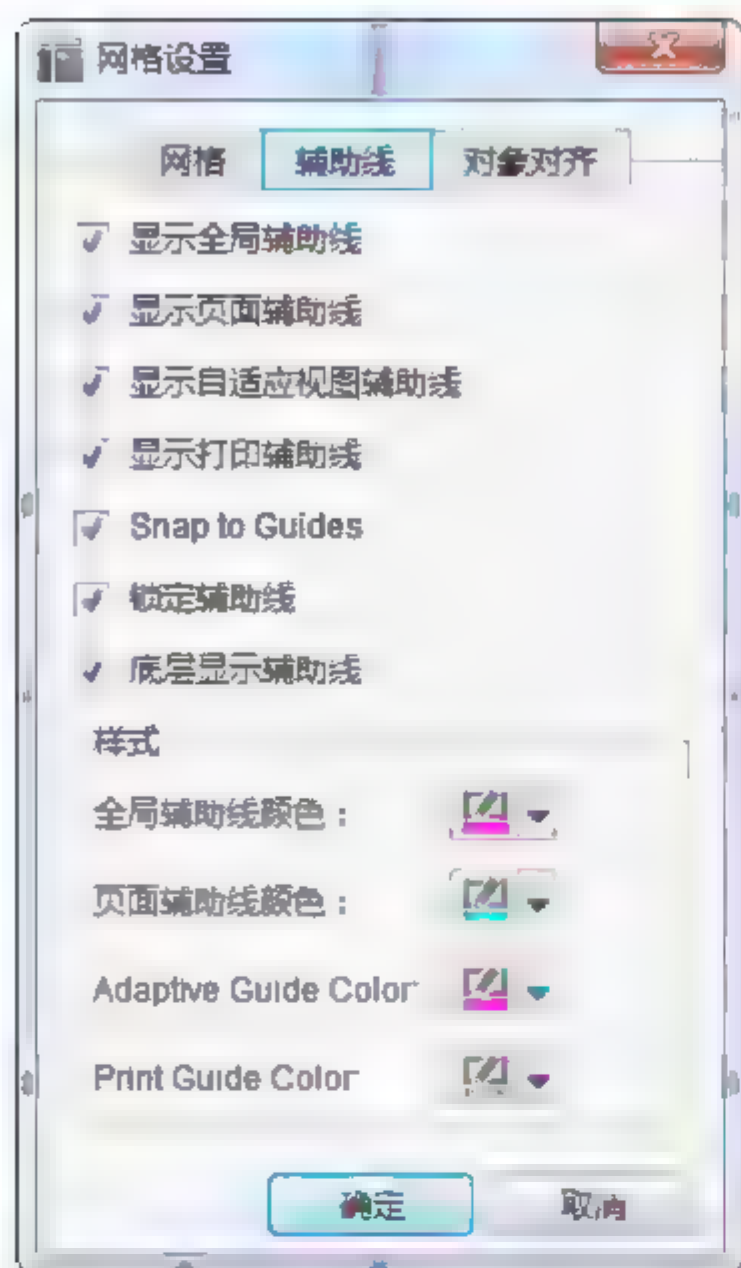 网格设置
网格 辅助线 对象对齐
显示全局辅助线
显示页面辅助线
显示自适应视图辅助线
显示打印辅助线
Snap to Guides
锁定辅助线
底层显示辅助线
样式
全局辅助线颜色：
页面辅助线颜色：
Adaptive Guide Color
Print Guide Color
确定 取消